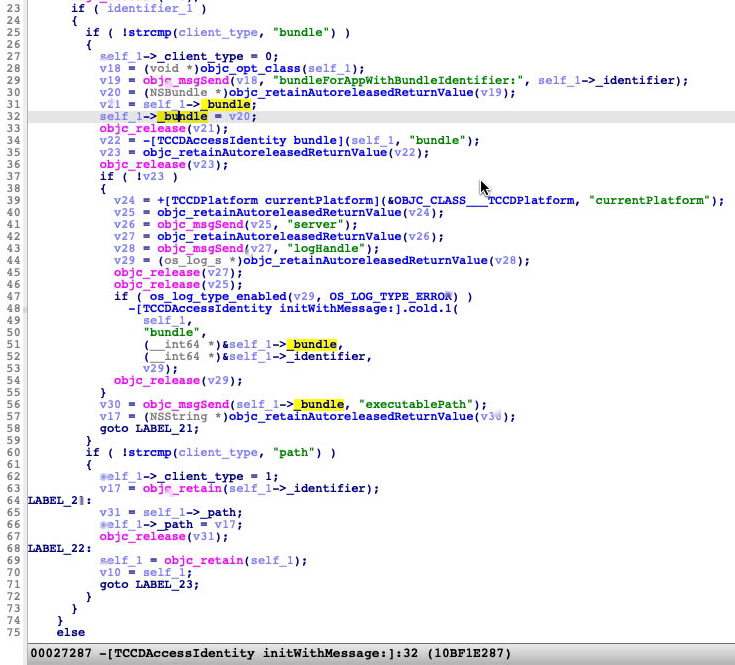 23 if ( identifier_1 )
24 {
25 if ( !strcmp(client_type, "bundle") )
26 {
27 self_1->_client_type = 0;
28 v18 = (void *)objc_opt_class(self_1);
29 v19 = objc_msgSend(v18, "bundleForAppWithBundleIdentifier:", self_1->_identifier);
30 v20 = (NSBundle *)objc_retainAutoreleasedReturnValue(v19);
31 v21 = self_1->_bundle;
32 self_1->_bundle = v20;
33 objc_release(v21);
34 v22 = -[TCCDAccessIdentity bundle](self_1, "bundle");
35 v23 = objc_retainAutoreleasedReturnValue(v22);
36 objc_release(v23);
37 if ( !v23 )
38 {
39 v24 = +[TCCDPlatform currentPlatform](&OBJC_CLASS___TCCDPlatform, "currentPlatform");
40 v25 = objc_retainAutoreleasedReturnValue(v24);
41 v26 = objc_msgSend(v25, "server");
42 v27 = objc_retainAutoreleasedReturnValue(v26);
43 v28 = objc_msgSend(v27, "logHandle");
44 v29 = (os_log_s *)objc_retainAutoreleasedReturnValue(v28);
45 objc_release(v27);
46 objc_release(v25);
47 if ( os_log_type_enabled(v29, OS_LOG_TYPE_ERROR) )
48 -[TCCDAccessIdentity initWithMessage:].cold.1(
49 self_1,
50 "bundle",
51 (__int64 *)&self_1->_bundle,
52 (__int64 *)&self_1->_identifier,
53 v29);
54 objc_release(v29);
55 }
56 v30 = objc_msgSend(self_1->_bundle, "executablePath");
57 v17 = (NSString *)objc_retainAutoreleasedReturnValue(v30);
58 goto LABEL_21;
59 }
60 if ( !strcmp(client_type, "path") )
61 {
62 self_1->_client_type = 1;
63 v17 = objc_retain(self_1->_identifier);
64 LABEL_21:
65 v31 = self_1->_path;
66 self_1->_path = v17;
67 objc_release(v31);
68 LABEL_22:
69 self_1 = objc_retain(self_1);
70 v10 = self_1;
71 goto LABEL_23;
72 }
73 }
74 }
75 else
00027287 -[TCCDAccessIdentity initWithMessage:]:32 (10BF1E287)